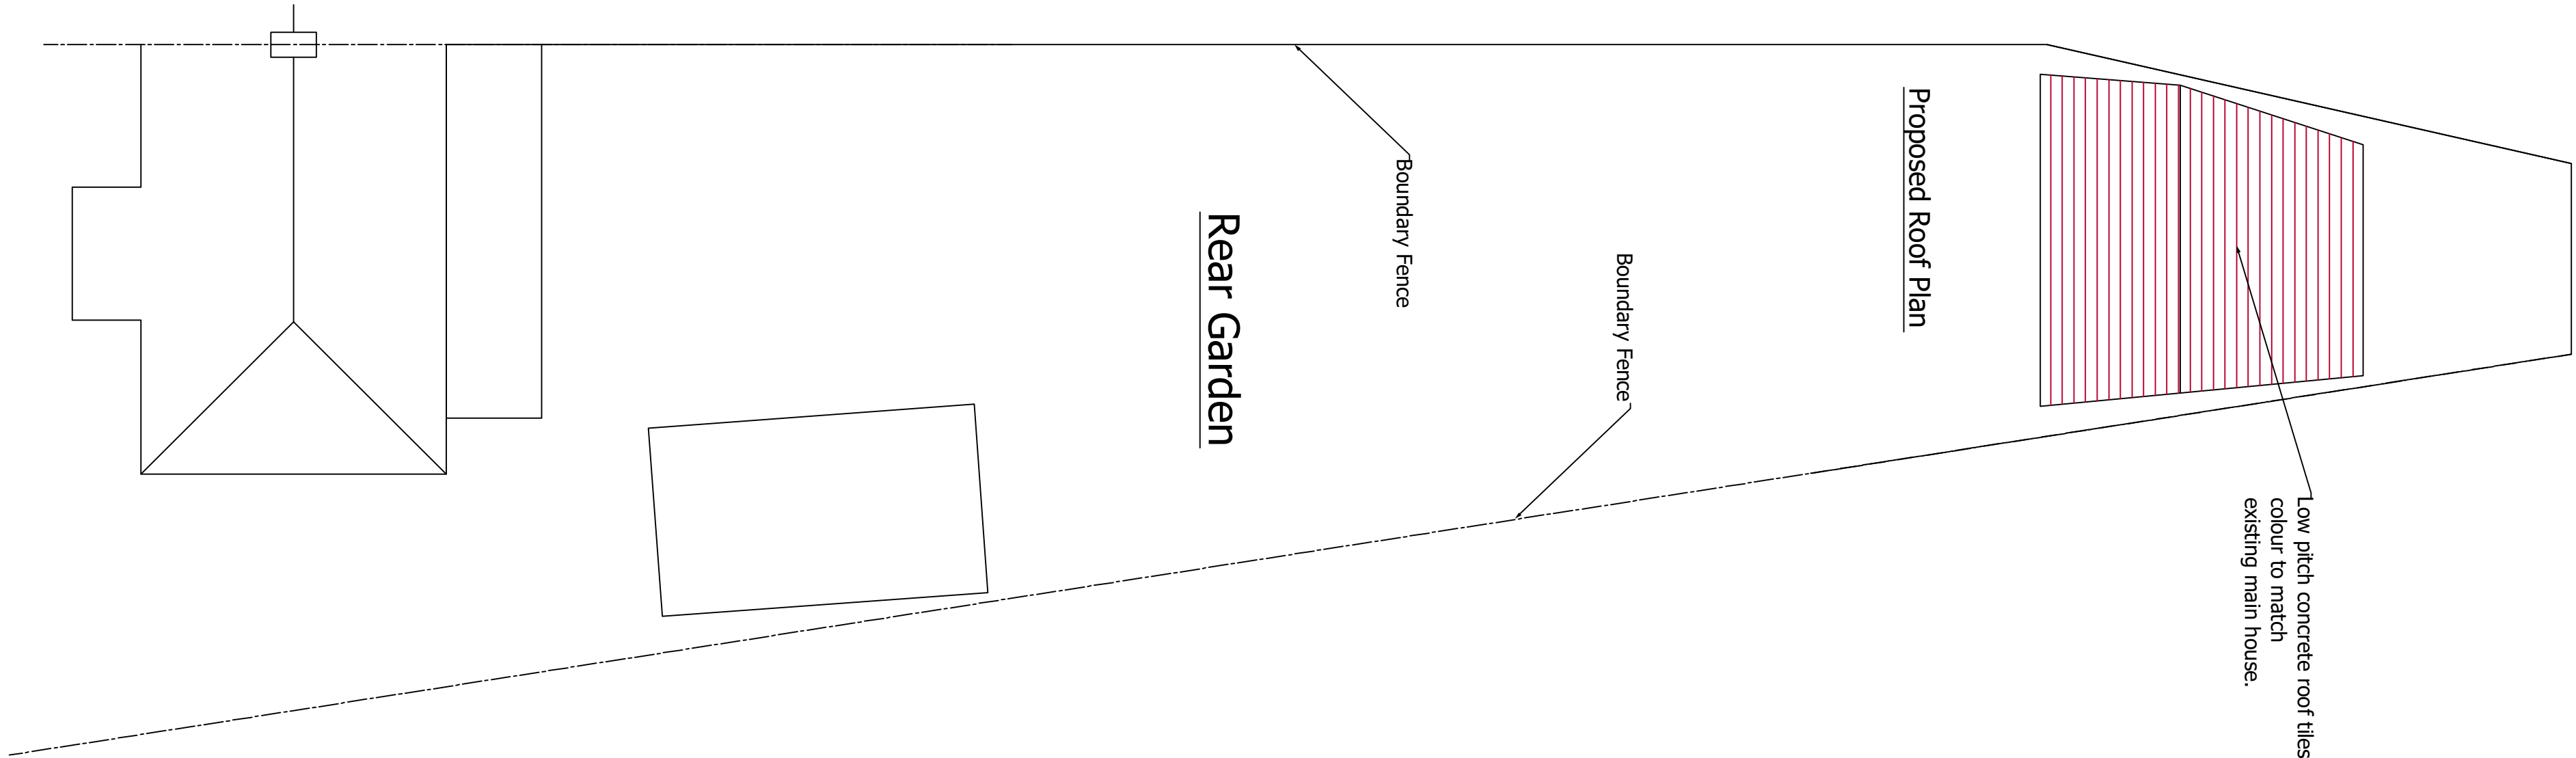 Proposed Roof Plan
Boundary Fence
Boundary Fence
Rear Garden
Low pitch concrete roof tiles
colour to match
existing main house.